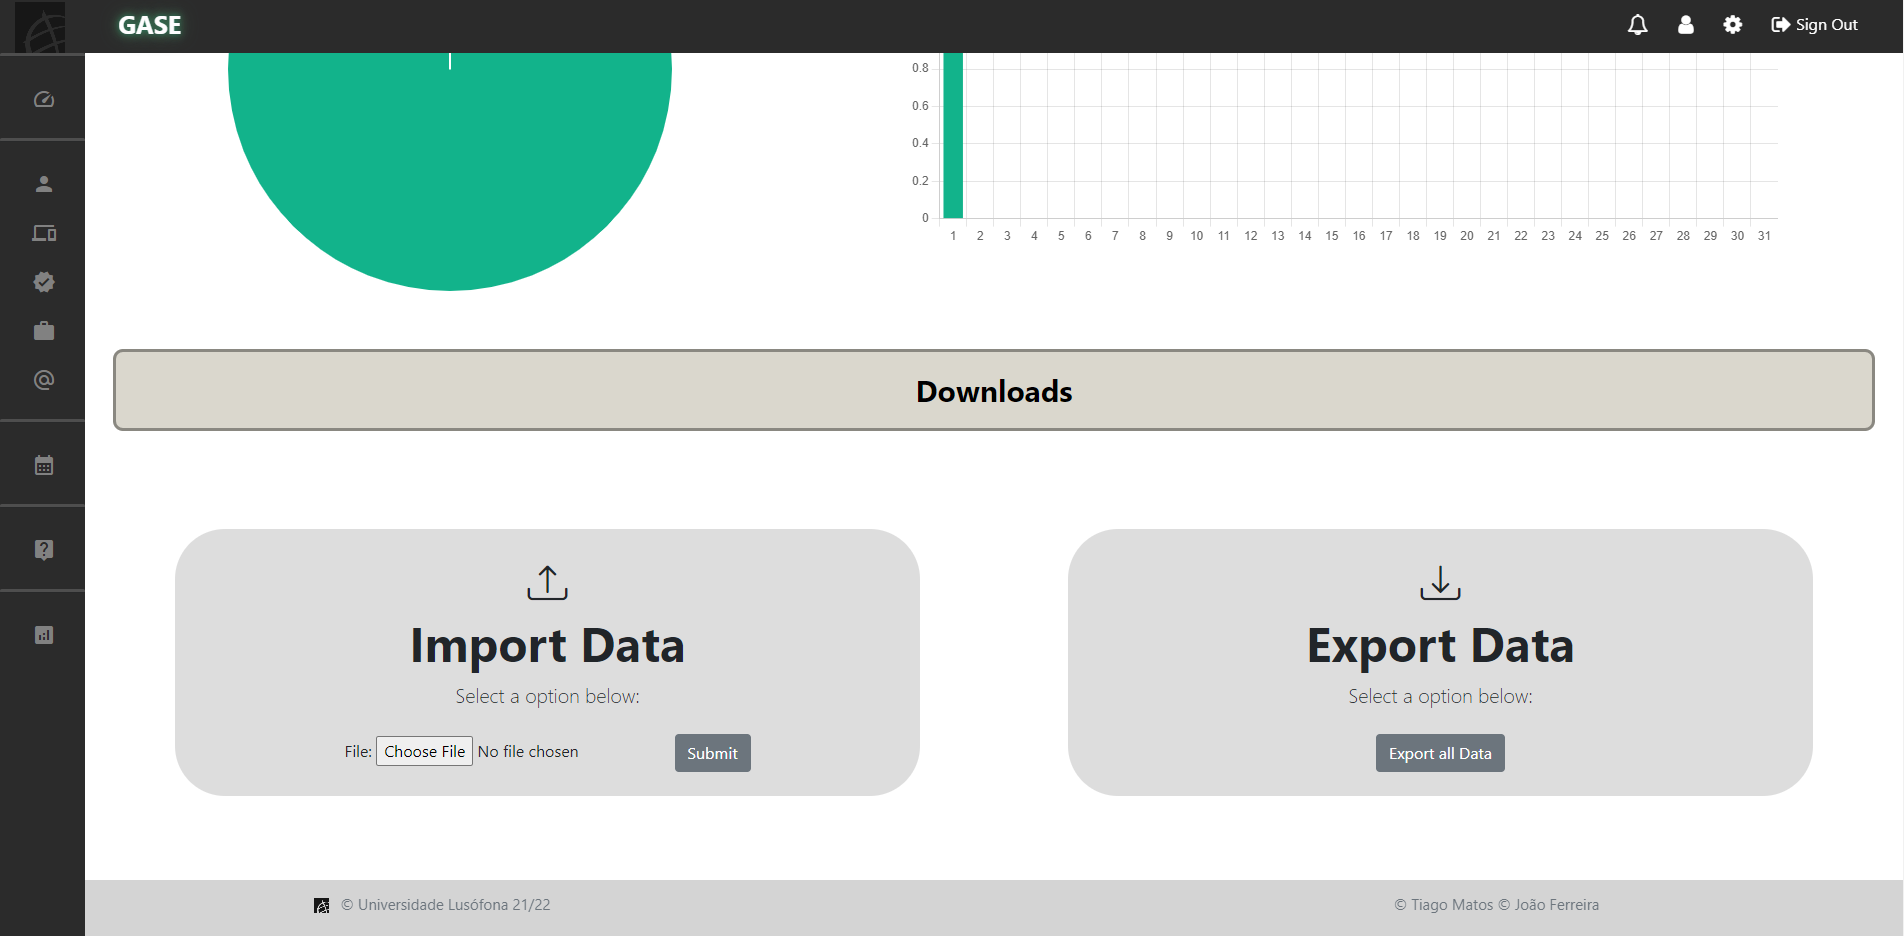 GASE
Sign Out
0.8
0.6
0.4
0.2
0
1 2 3 4 5 6 7 8 9 10 11 12 13 14 15 16 17 18 19 20 21 22 23 24 25 26 27 28 29 30 31
Downloads
Import Data
Select a option below:
File: Choose File No file chosen
Submit
Export Data
Select a option below:
Export all Data
© Universidade Lusófona 21/22
© Tiago Matos © João Ferreira